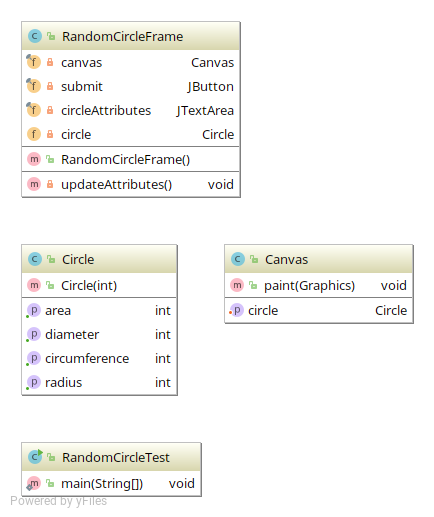 RandomCircleFrame
canvas Canvas
submit JButton
circleAttributes JTextArea
circle Circle
RandomCircleFrame()
updateAttributes() void
Circle
Circle(int)
area int
diameter int
circumference int
radius int
Canvas
paint(Graphics) void
circle Circle
RandomCircleTest
main(String[]) void
Powered by yFiles